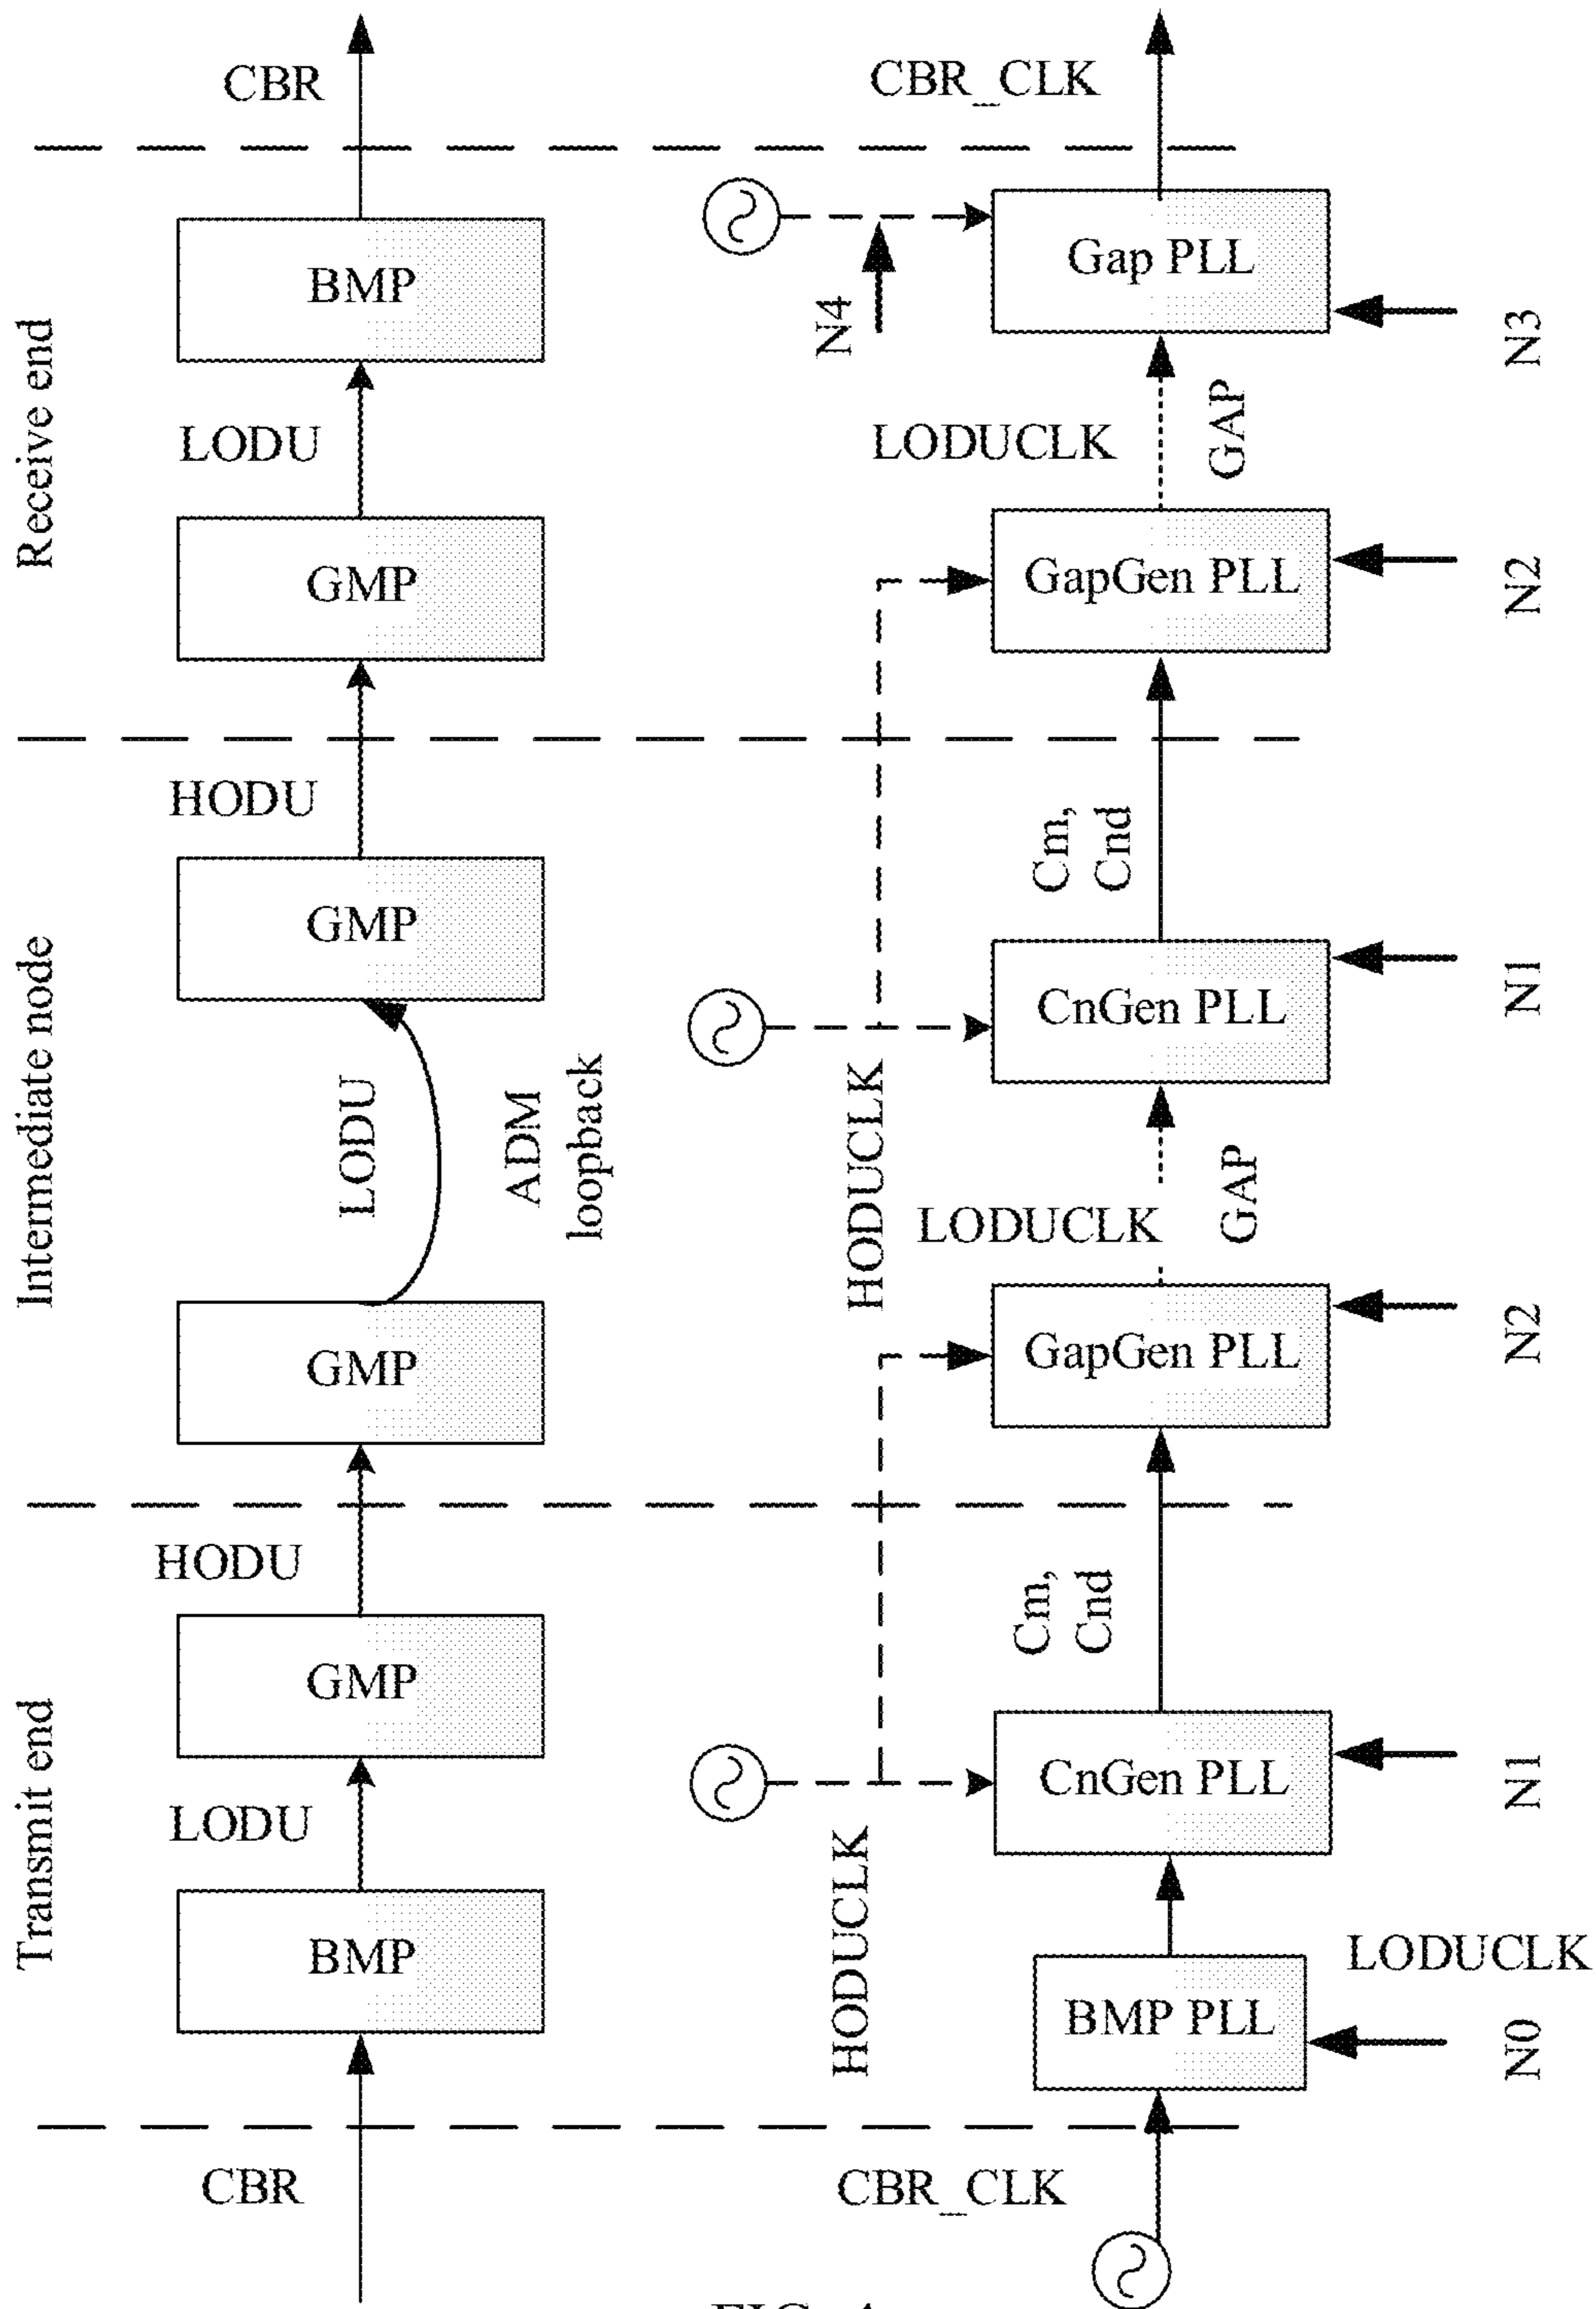 CBR
CBR_CLK
Receive end
BMP
Gap PLL
N4
N3
LODU
LODUCLK
GAP
GMP
GapGen PLL
N2
HODU
Cm,
Cnd
Intermediate node
GMP
CnGen PLL
N1
LODU
ADM
loopback
HODUCLK
LODUCLK
GAP
GMP
GapGen PLL
N2
HODU
Cm,
Cnd
Transmit end
GMP
CnGen PLL
N1
LODU
HODUCLK
BMP
LODUCLK
BMP PLL
N0
CBR
CBR_CLK